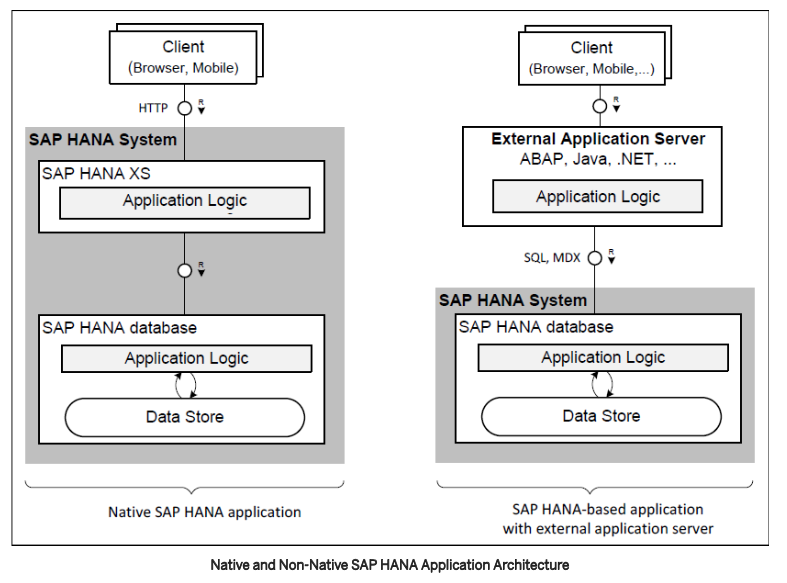 Client
(Browser, Mobile)
HTTP
R
SAP HANA System
SAP HANA XS
Application Logic
R
SAP HANA database
Application Logic
Data Store
Native SAP HANA application
Client
(Browser, Mobile,...)
R
External Application Server
ABAP, Java, .NET, ...
Application Logic
SQL, MDX
R
SAP HANA System
SAP HANA database
Application Logic
Data Store
SAP HANA-based application
with external application server
Native and Non-Native SAP HANA Application Architecture